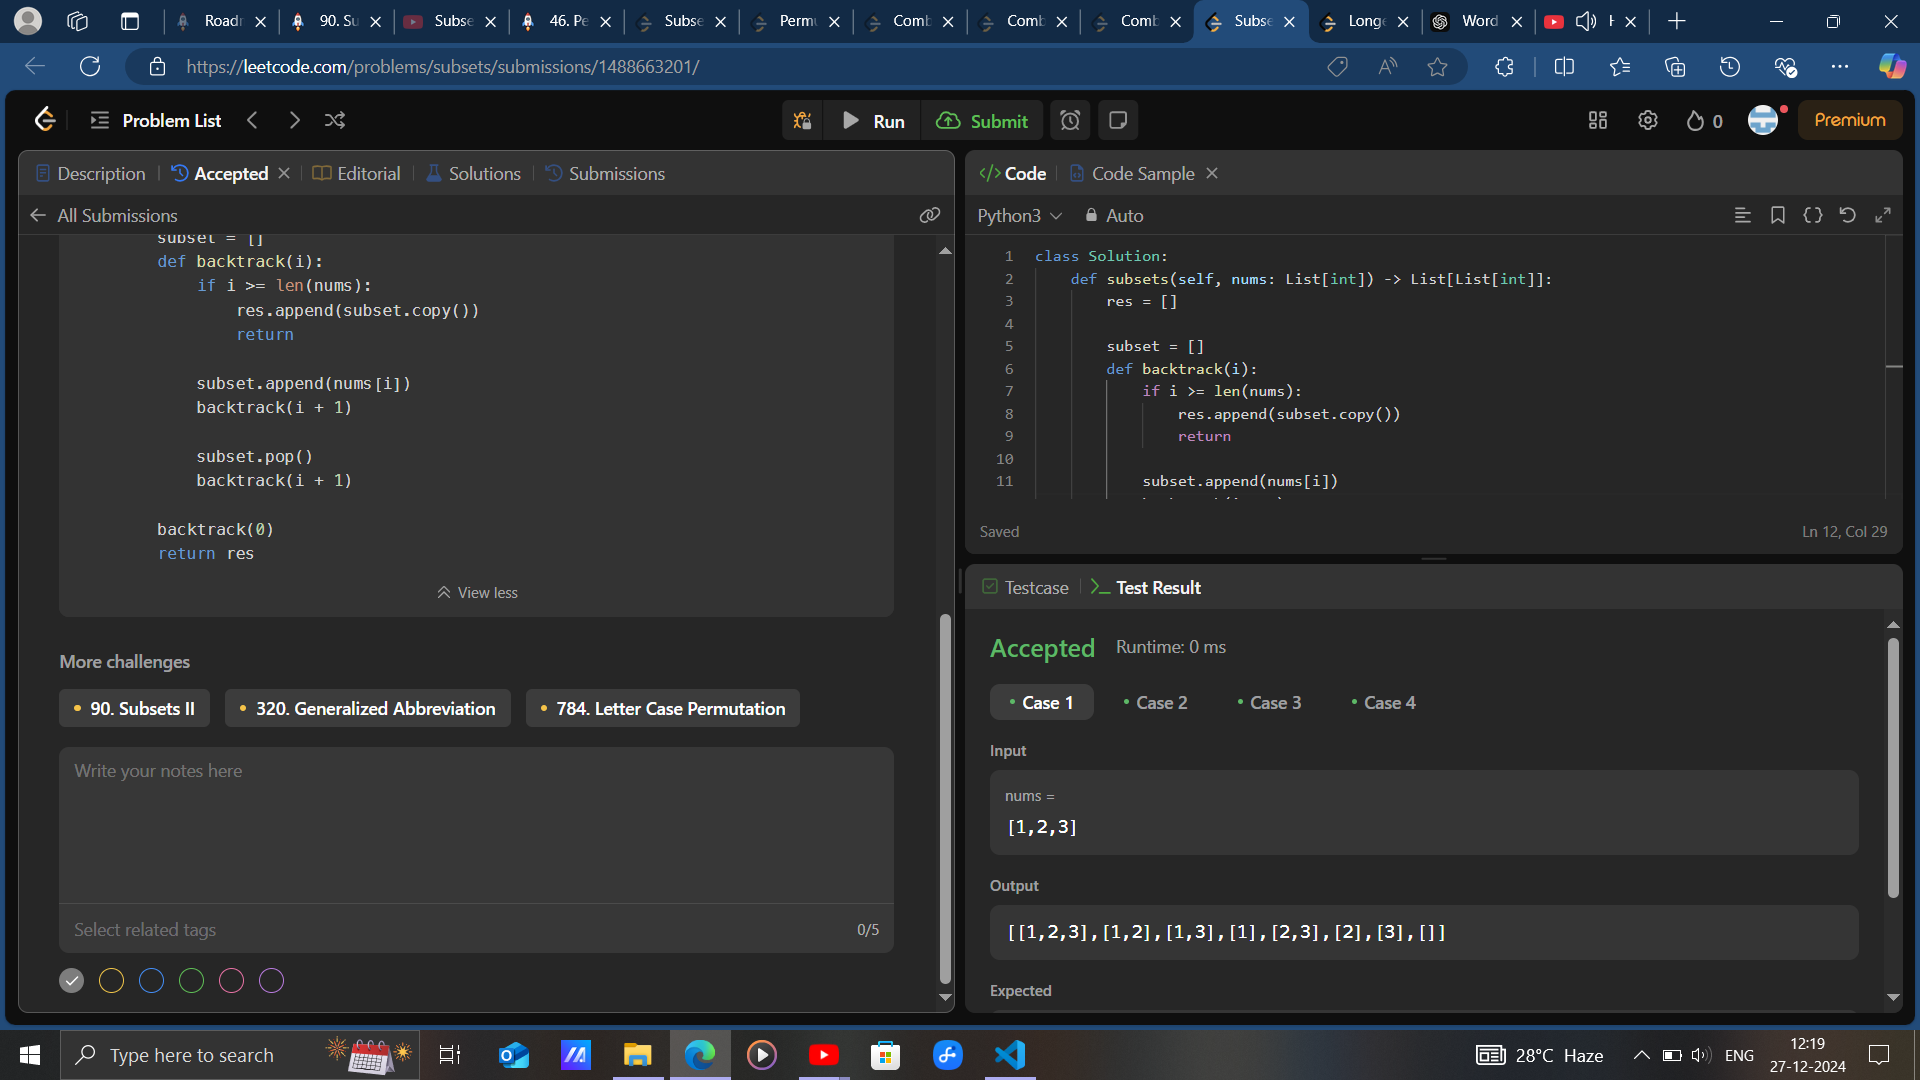 Roadr
90. Su
Subse
46. Pe
Subse
Permu
Comb
Comb
Comb
Subse
Longe
Word
https://leetcode.com/problems/subsets/submissions/1488663201/
Problem List
Run
Submit
0
Premium
Description
Accepted
Editorial
Solutions
Submissions
All Submissions
subset = []
def backtrack(i):
if i >= len(nums):
res.append(subset.copy())
return
subset.append(nums[i])
backtrack(i + 1)
subset.pop()
backtrack(i + 1)
backtrack(0)
return res
View less
More challenges
90. Subsets II
320. Generalized Abbreviation
784. Letter Case Permutation
Write your notes here
Select related tags
0/5
Code
Code Sample
Python3
Auto
1 class Solution:
2 def subsets(self, nums: List[int]) -> List[List[int]]:
3 res = []
4
5 subset = []
6 def backtrack(i):
7 if i >= len(nums):
8 res.append(subset.copy())
9 return
10
11 subset.append(nums[i])
Saved
Ln 12, Col 29
Testcase
Test Result
Accepted
Runtime: 0 ms
Case 1
Case 2
Case 3
Case 4
Input
nums =
[1,2,3]
Output
[[1,2,3],[1,2],[1,3],[1],[2,3],[2],[3],[]]
Expected
Type here to search
28°C Haze
ENG
12:19
27-12-2024